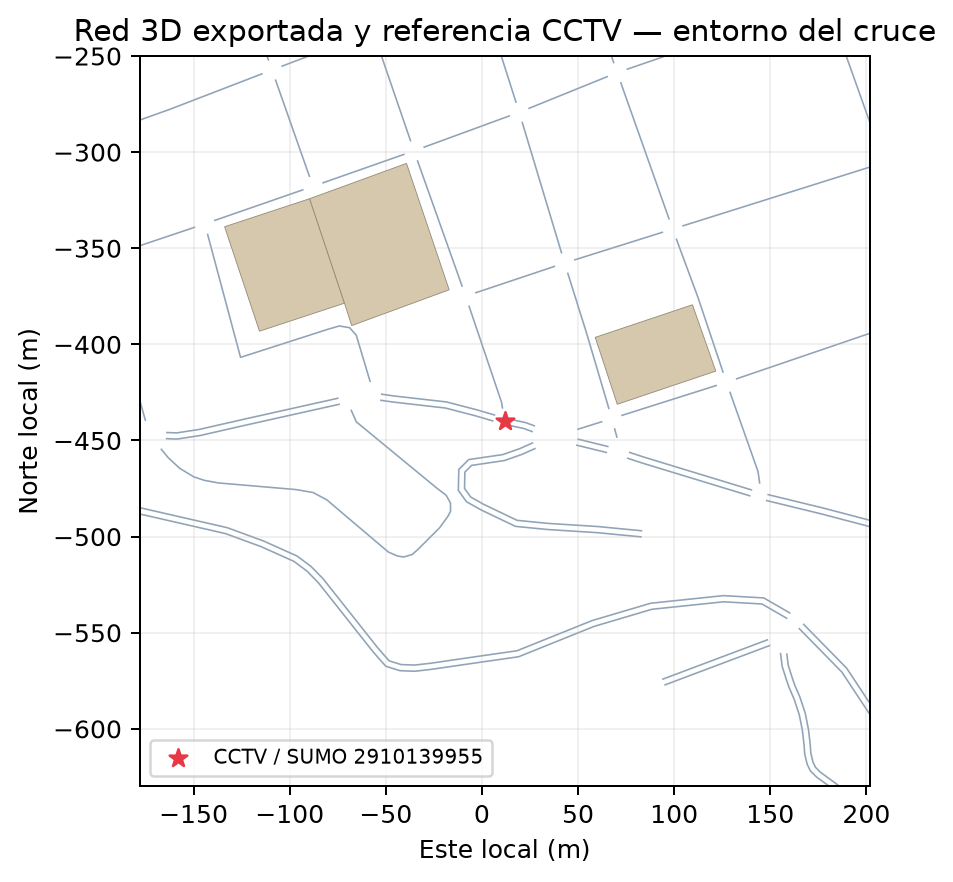 Red 3D exportada y referencia CCTV — entorno del cruce
−250
−300
−350
−400
−450
−500
−550
−600
Norte local (m)
CCTV / SUMO 2910139955
−150 −100 −50 0 50 100 150 200
Este local (m)